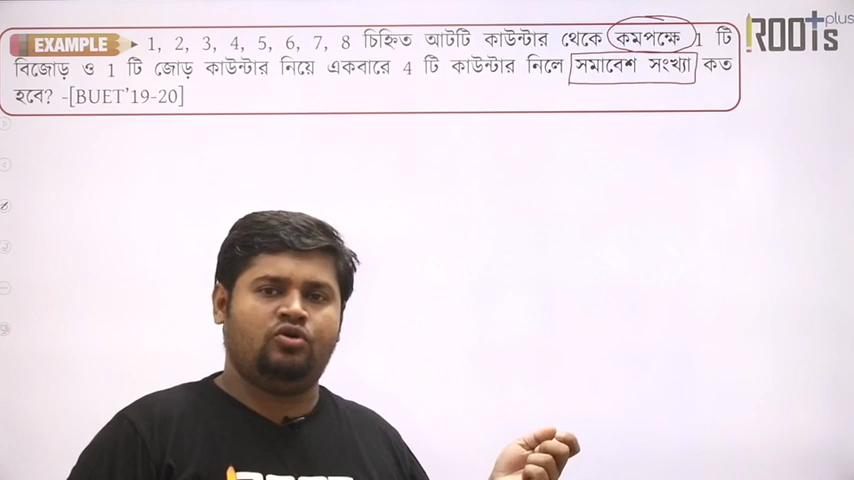 ROOTs plus
EXAMPLE 1, 2, 3, 4, 5, 6, 7, 8 চিহ্নিত আটটি কাউন্টার থেকে কমপক্ষে 1 টি
বিজোড় ও 1 টি জোড় কাউন্টার নিয়ে একবারে 4 টি কাউন্টার নিলে সমাবেশ সংখ্যা কত
হবে? -[BUET'19-20]